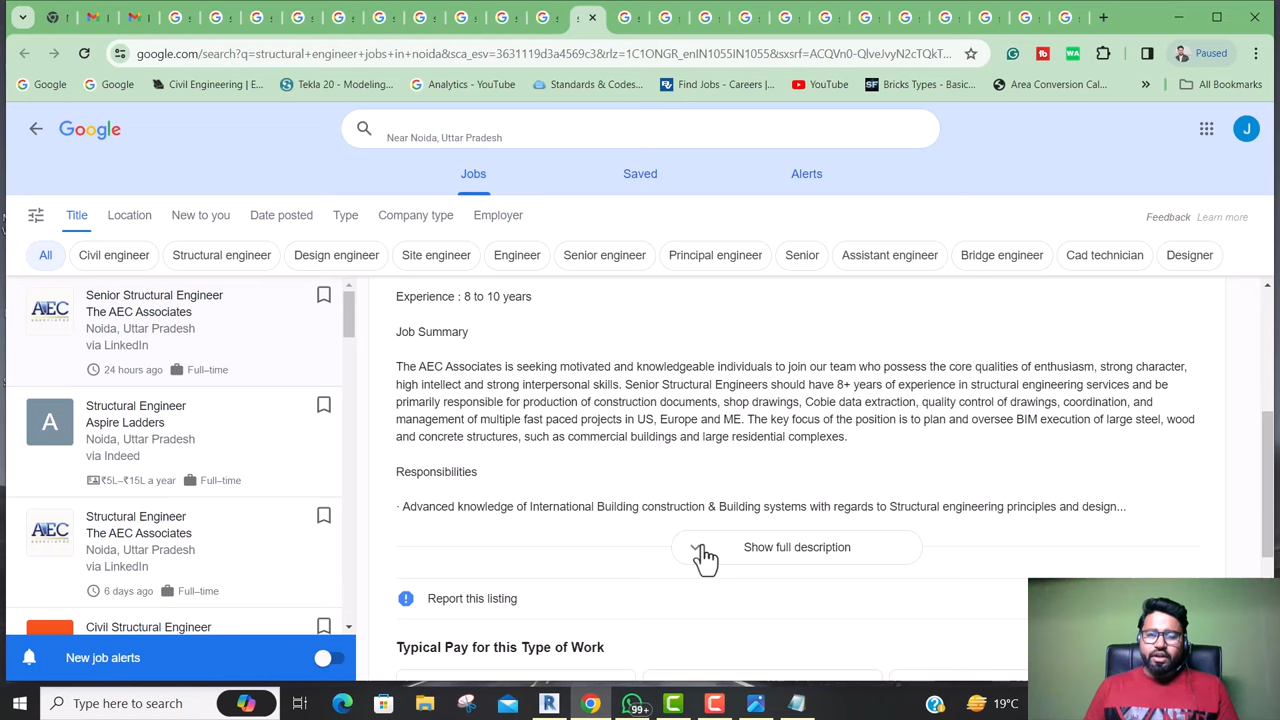 Paused
google.com/search?q=structural+engineer+jobs+in+noida&sca_esv=3631119d3a4569c3&rlz=1C1ONGR_enIN1055IN1055&sxsrf=ACQVn0-QlveJvyN2cTQkT...
Google
Google
Civil Engineering | E...
Tekla 20 - Modeling...
Analytics - YouTube
Standards & Codes...
Find Jobs - Careers |...
YouTube
Bricks Types - Basic...
Area Conversion Cal...
»
All Bookmarks
Google
Near Noida, Uttar Pradesh
J
Jobs
Saved
Alerts
Title
Location
New to you
Date posted
Type
Company type
Employer
Feedback
Learn more
All
Civil engineer
Structural engineer
Design engineer
Site engineer
Engineer
Senior engineer
Principal engineer
Senior
Assistant engineer
Bridge engineer
Cad technician
Designer
AEC
Senior Structural Engineer
The AEC Associates
Noida, Uttar Pradesh
via LinkedIn
24 hours ago
Full–time
A
Structural Engineer
Aspire Ladders
Noida, Uttar Pradesh
via Indeed
₹5L–₹15L a year
Full–time
AEC
Structural Engineer
The AEC Associates
Noida, Uttar Pradesh
via LinkedIn
6 days ago
Full–time
Civil Structural Engineer
New job alerts
Experience : 8 to 10 years
Job Summary
The AEC Associates is seeking motivated and knowledgeable individuals to join our team who possess the core qualities of enthusiasm, strong character,
high intellect and strong interpersonal skills. Senior Structural Engineers should have 8+ years of experience in structural engineering services and be
primarily responsible for production of construction documents, shop drawings, Cobie data extraction, quality control of drawings, coordination, and
management of multiple fast paced projects in US, Europe and ME. The key focus of the position is to plan and oversee BIM execution of large steel, wood
and concrete structures, such as commercial buildings and large residential complexes.
Responsibilities
· Advanced knowledge of International Building construction & Building systems with regards to Structural engineering principles and design...
Show full description
Report this listing
Typical Pay for this Type of Work
Type here to search
99+
19°C